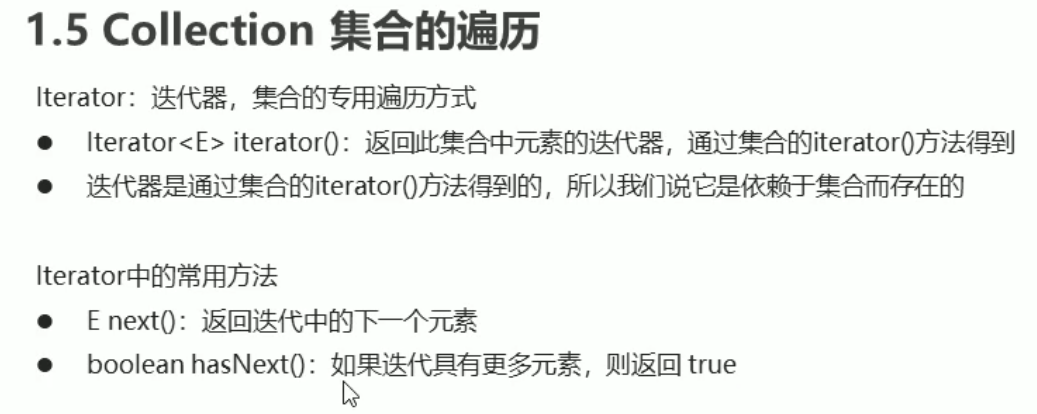 1.5 Collection 集合的遍历
Iterator：迭代器，集合的专用遍历方式
● Iterator<E> iterator()：返回此集合中元素的迭代器，通过集合的iterator()方法得到
● 迭代器是通过集合的iterator()方法得到的，所以我们说它是依赖于集合而存在的
Iterator中的常用方法
● E next()：返回迭代中的下一个元素
● boolean hasNext()：如果迭代具有更多元素，则返回 true